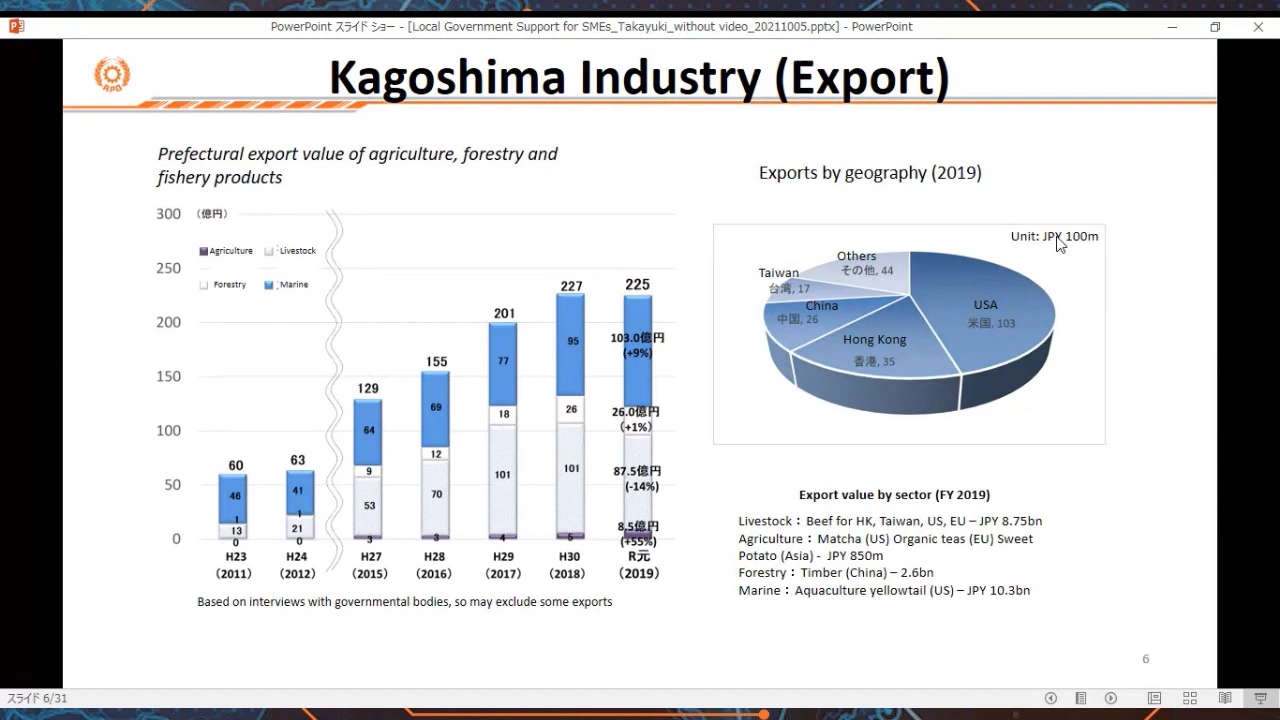 PowerPoint スライド ショー - [Local Government Support for SMEs_Takayuki_without video_20211005.pptx] - PowerPoint
Kagoshima Industry (Export)
Prefectural export value of agriculture, forestry and
fishery products
300
(億円)
Agriculture
: Livestock
Forestry
: Marine
250
200
150
100
50
0
60
46
1
13
0
63
41
1
21
0
129
64
9
53
3
155
69
12
70
3
201
77
18
101
4
227
95
26
101
5
225
103.0億円
(+9%)
26.0億円
(+1%)
87.5億円
(-14%)
8.5億円
(+55%)
H23
(2011)
H24
(2012)
H27
(2015)
H28
(2016)
H29
(2017)
H30
(2018)
R元
(2019)
Based on interviews with governmental bodies, so may exclude some exports
Exports by geography (2019)
Unit: JPY 100m
Others
その他, 44
Taiwan
台湾, 17
China
中国, 26
Hong Kong
香港, 35
USA
米国, 103
Export value by sector (FY 2019)
Livestock：Beef for HK, Taiwan, US, EU – JPY 8.75bn
Agriculture：Matcha (US) Organic teas (EU) Sweet
Potato (Asia) - JPY 850m
Forestry：Timber (China) – 2.6bn
Marine：Aquaculture yellowtail (US) – JPY 10.3bn
6
スライド 6/31